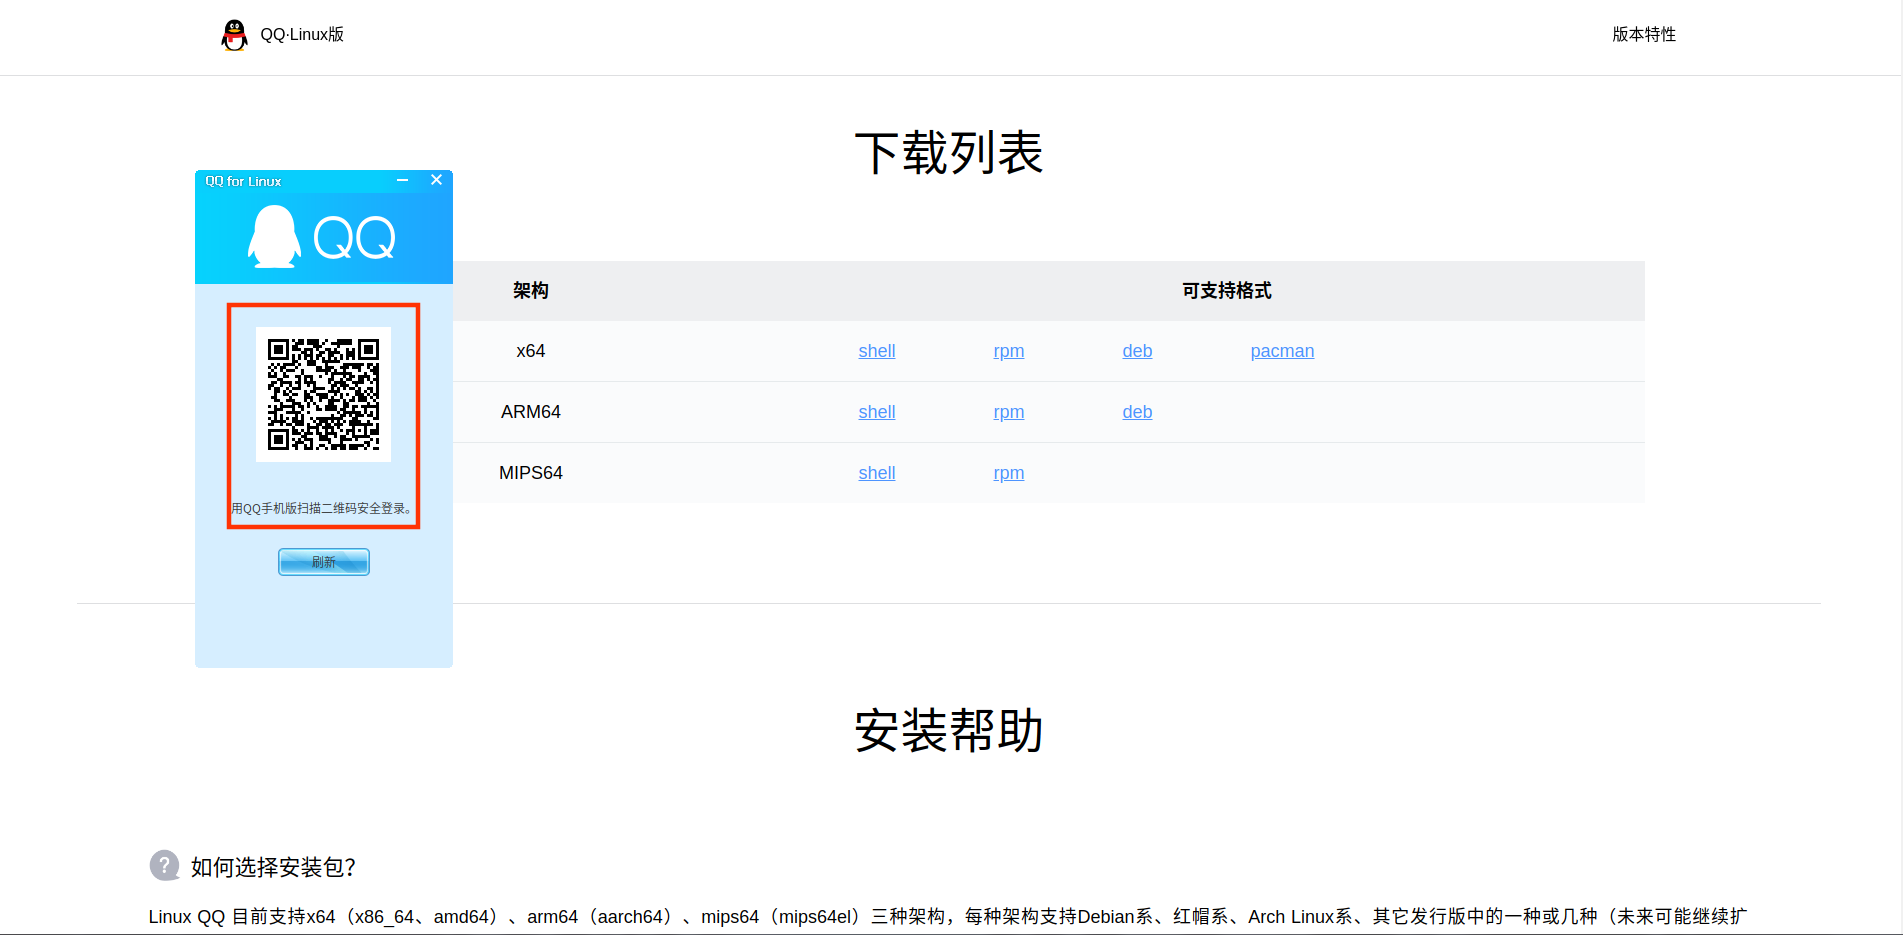 QQ·Linux版
版本特性
下载列表
QQ for Linux
QQ
用QQ手机版扫描二维码安全登录。
刷新
架构 可支持格式
x64 shell rpm deb pacman
ARM64 shell rpm deb
MIPS64 shell rpm
安装帮助
如何选择安装包？
Linux QQ 目前支持x64（x86_64、amd64）、arm64（aarch64）、mips64（mips64el）三种架构，每种架构支持Debian系、红帽系、Arch Linux系、其它发行版中的一种或几种（未来可能继续扩